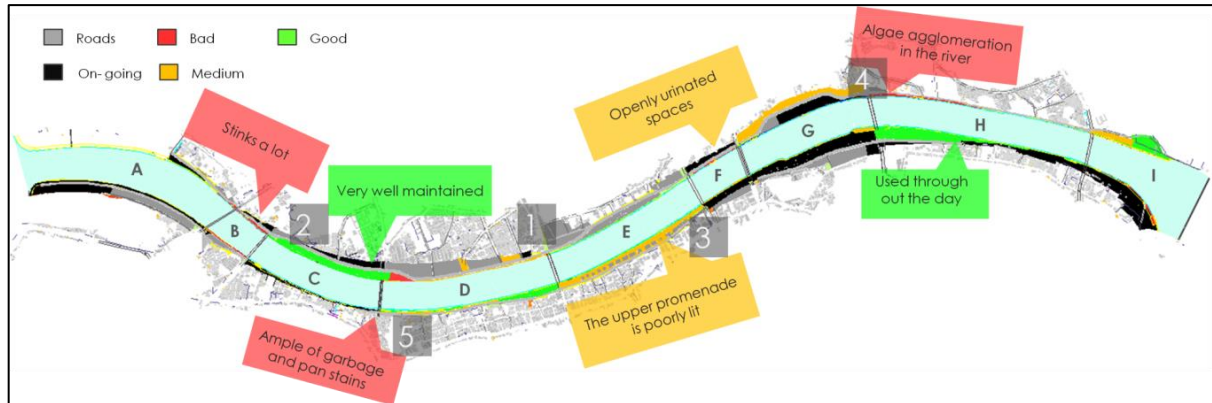 Roads
Bad
Good
On- going
Medium
Algae agglomeration
in the river
Openly urinated
spaces
Stinks a lot
Very well maintained
Used through
out the day
The upper promenade
is poorly lit
Ample of garbage
and pan stains
A
B
C
D
E
F
G
H
I
1
2
3
4
5